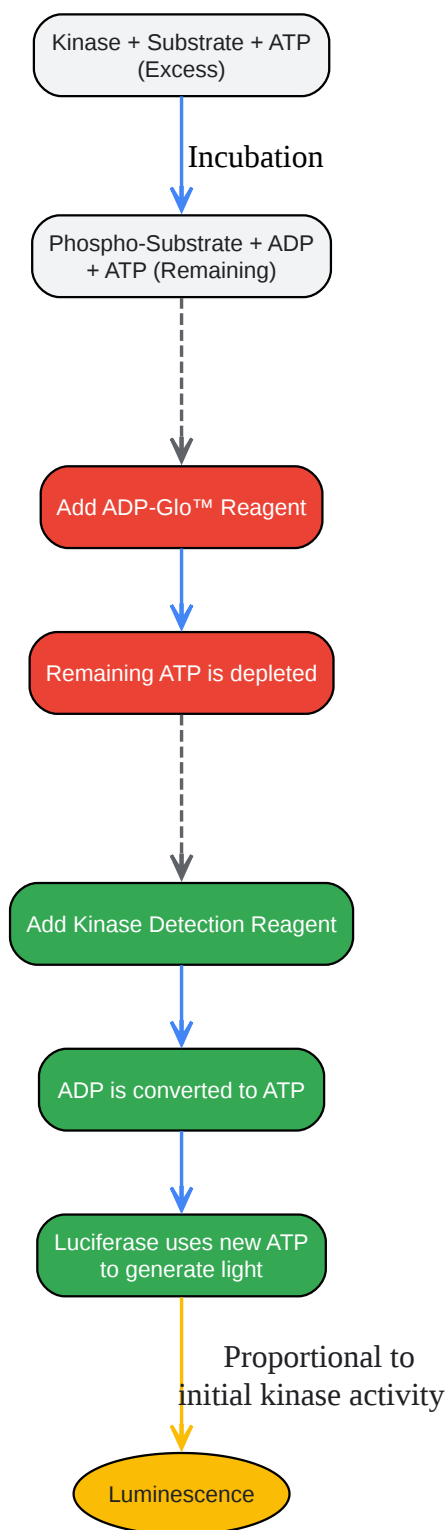 Kinase + Substrate + ATP
(Excess)
Incubation
Phospho-Substrate + ADP
+ ATP (Remaining)
Add ADP-Glo™ Reagent
Remaining ATP is depleted
Add Kinase Detection Reagent
ADP is converted to ATP
Luciferase uses new ATP
to generate light
Proportional to
initial kinase activity
Luminescence